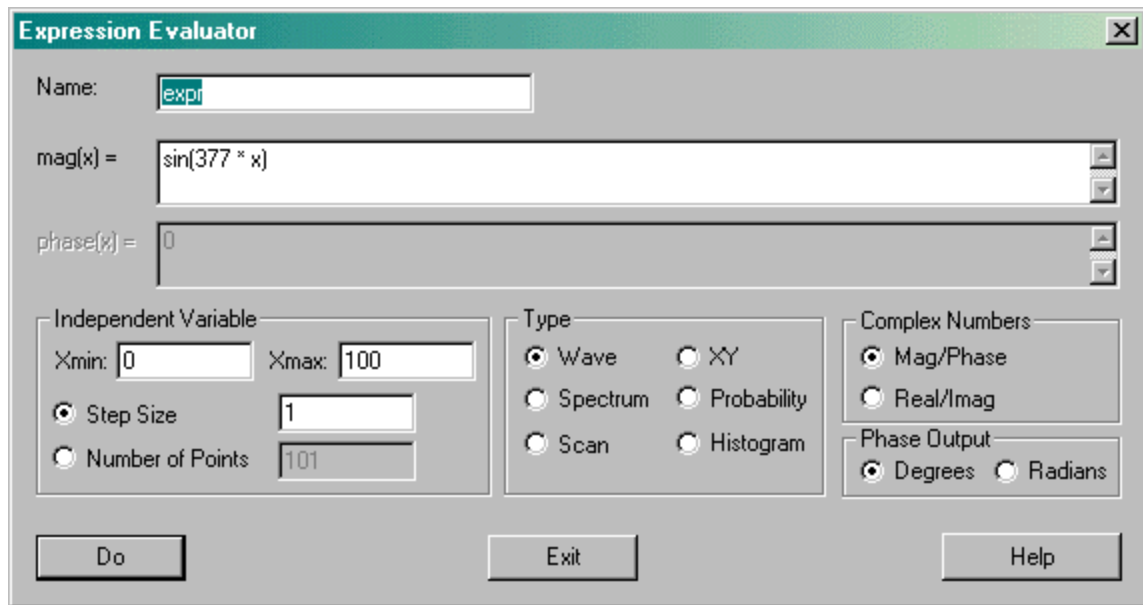 Expression Evaluator
Name: expr
mag(x) = sin(377 * x)
phase(x) = 0
Independent Variable
Xmin: 0 Xmax: 100
Step Size 1
Number of Points 101
Type
Wave XY
Spectrum Probability
Scan Histogram
Complex Numbers
Mag/Phase
Real/Imag
Phase Output
Degrees Radians
Do Exit Help